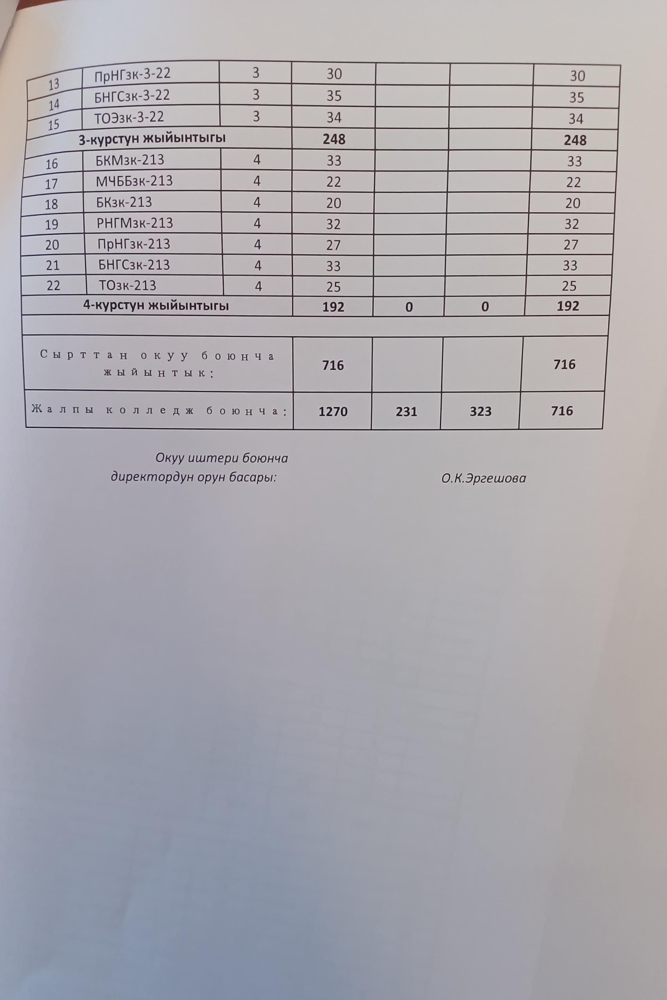 13 ПрНГзк-3-22 3 30 30
14 БНГСзк-3-22 3 35 35
15 ТОЭзк-3-22 3 34 34
3-курстун жыйынтыгы 248 248
16 БКМзк-213 4 33 33
17 МЧББзк-213 4 22 22
18 БКзк-213 4 20 20
19 РНГМзк-213 4 32 32
20 ПрНГзк-213 4 27 27
21 БНГСзк-213 4 33 33
22 ТОзк-213 4 25 25
4-курстун жыйынтыгы 192 0 0 192
Сырттан окуу боюнча
жыйынтык: 716 716
Жалпы колледж боюнча: 1270 231 323 716
Окуу иштери боюнча
директордун орун басары: О.К.Эргешова